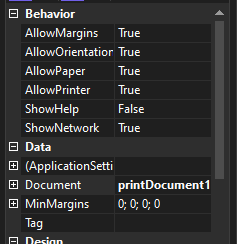 Behavior
AllowMargins True
AllowOrientation True
AllowPaper True
AllowPrinter True
ShowHelp False
ShowNetwork True
Data
(ApplicationSetti
Document printDocument1
MinMargins 0; 0; 0; 0
Tag
Design